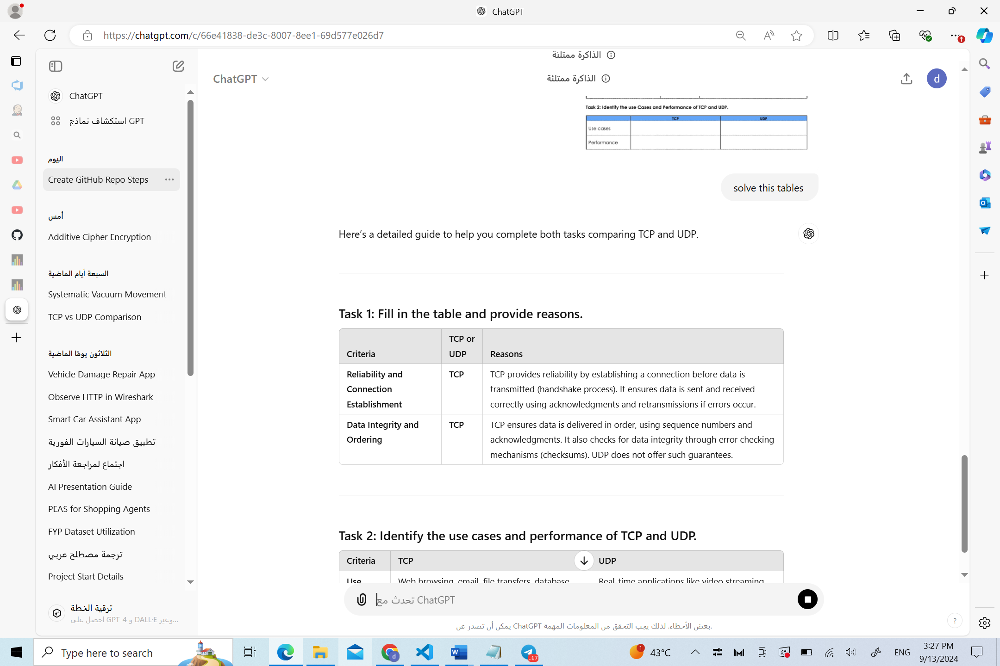 ChatGPT
https://chatgpt.com/c/66e41838-de3c-8007-8ee1-69d577e026d7
الذاكرة ممتلئة
ChatGPT
الذاكرة ممتلئة
d
ChatGPT
استكشاف نماذج GPT
اليوم
Create GitHub Repo Steps
أمس
Additive Cipher Encryption
السبعة أيام الماضية
Systematic Vacuum Movement
TCP vs UDP Comparison
الثلاثون يومًا الماضية
Vehicle Damage Repair App
Observe HTTP in Wireshark
Smart Car Assistant App
تطبيق صيانة السيارات الفورية
اجتماع لمراجعة الأفكار
AI Presentation Guide
PEAS for Shopping Agents
FYP Dataset Utilization
ترجمة مصطلح عربي
Project Start Details
ترقية الخطة
احصل على GPT-4 و DALL·E وغير...
Task 2: Identify the use Cases and Performance of TCP and UDP.
TCP UDP
Use cases
Performance
solve this tables
Here's a detailed guide to help you complete both tasks comparing TCP and UDP.
Task 1: Fill in the table and provide reasons.
Criteria TCP or UDP Reasons
Reliability and Connection Establishment TCP TCP provides reliability by establishing a connection before data is
transmitted (handshake process). It ensures data is sent and received
correctly using acknowledgments and retransmissions if errors occur.
Data Integrity and Ordering TCP TCP ensures data is delivered in order, using sequence numbers and
acknowledgments. It also checks for data integrity through error checking
mechanisms (checksums). UDP does not offer such guarantees.
Task 2: Identify the use cases and performance of TCP and UDP.
Criteria TCP UDP
Use Web browsing, email, file transfers, database Real-time applications like video streaming,
تحدث مع ChatGPT
يمكن أن تصدر عن ChatGPT بعض الأخطاء. لذلك يجب التحقق من المعلومات المهمة.
?
Type here to search
67
1
43°C
ENG
3:27 PM
9/13/2024